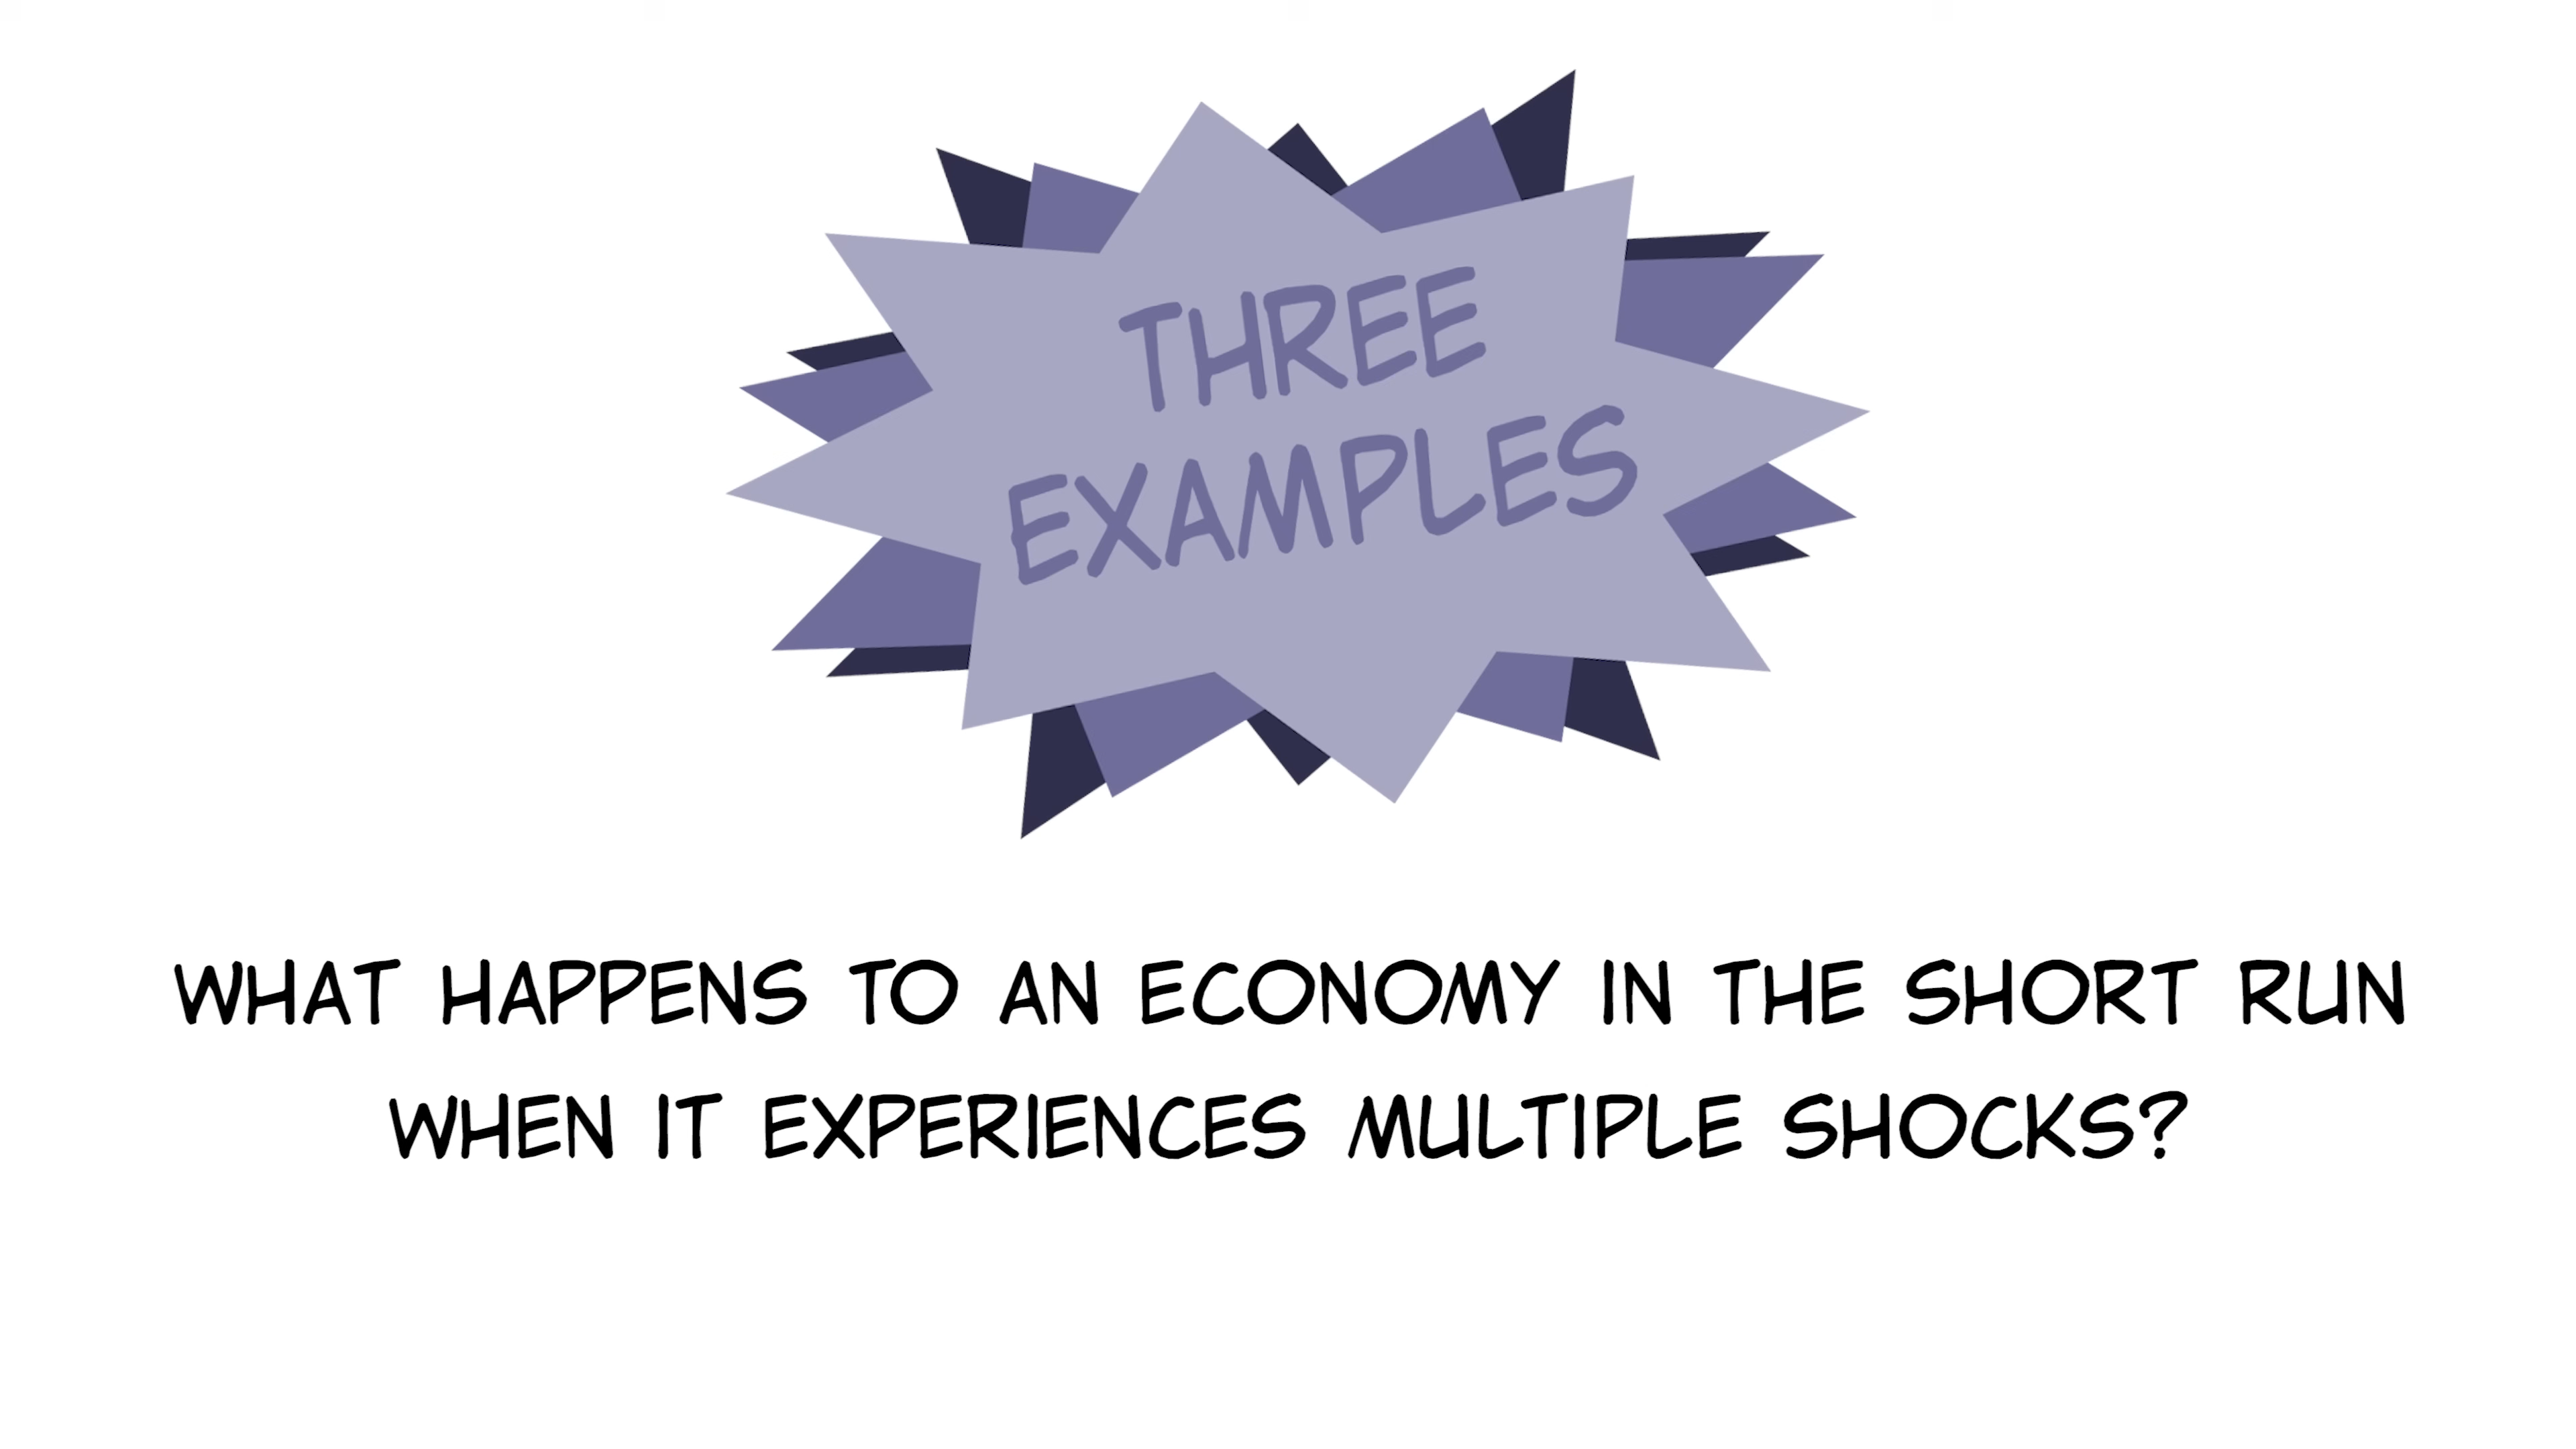 THREE
EXAMPLES
WHAT HAPPENS TO AN ECONOMY IN THE SHORT RUN
WHEN IT EXPERIENCES MULTIPLE SHOCKS?